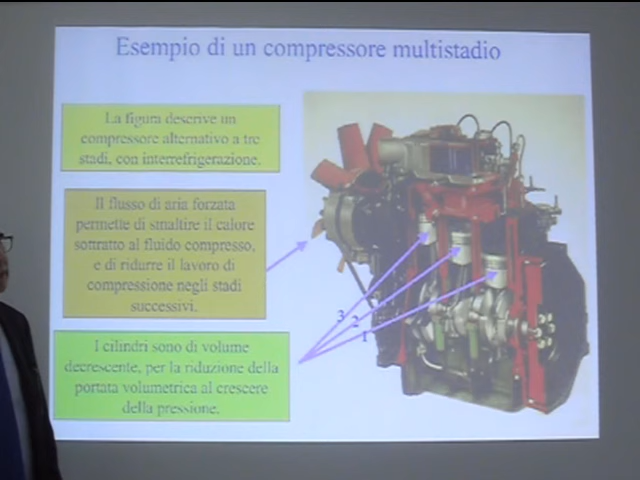 Esempio di un compressore multistadio
La figura descrive un
compressore alternativo a tre
stadi, con interrefrigerazione.
Il flusso di aria forzata
permette di smaltire il calore
sottratto al fluido compresso,
e di ridurre il lavoro di
compressione negli stadi
successivi.
3
2
1
I cilindri sono di volume
decrescente, per la riduzione della
portata volumetrica al crescere
della pressione.